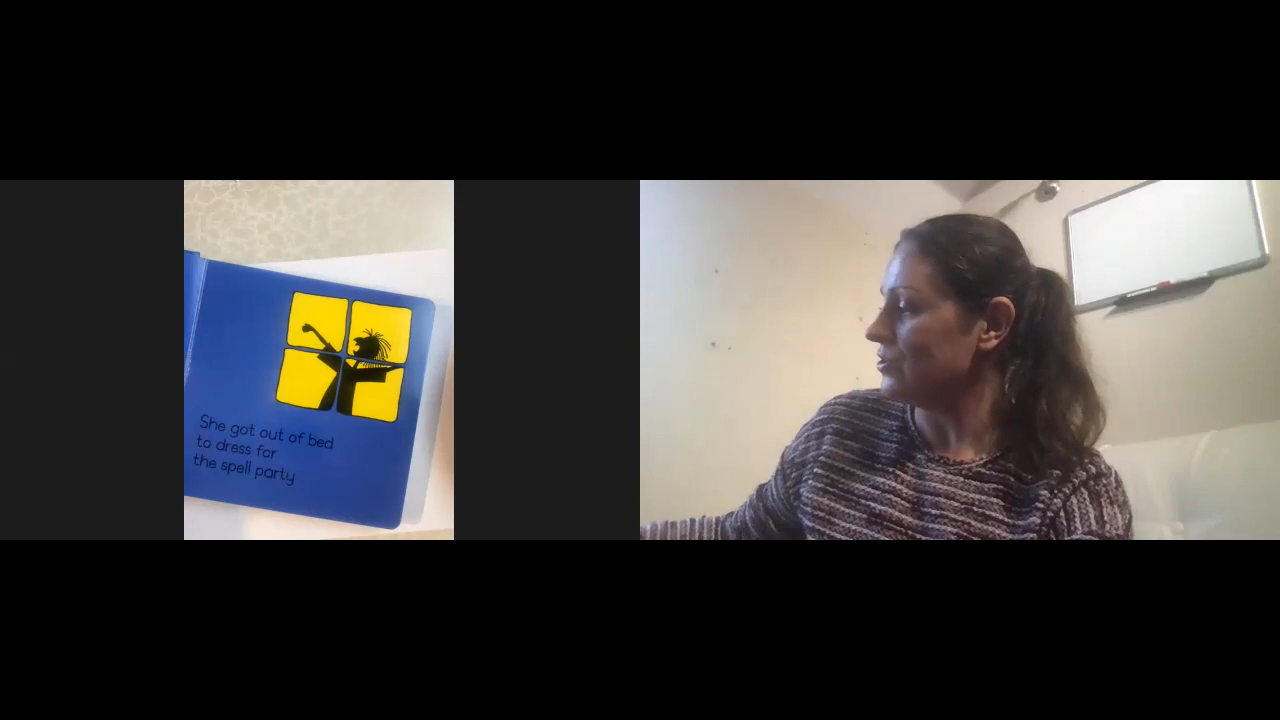 She got out of bed
to dress for
the spell party